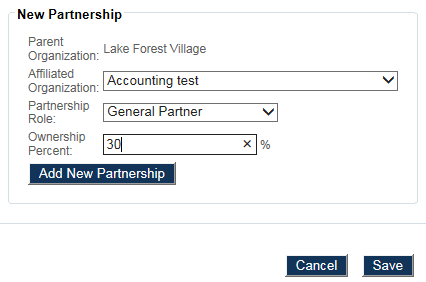 New Partnership
Parent
Organization: Lake Forest Village
Affiliated
Organization: Accounting test
Partnership
Role: General Partner
Ownership
Percent: 30 × %
Add New Partnership
Cancel Save